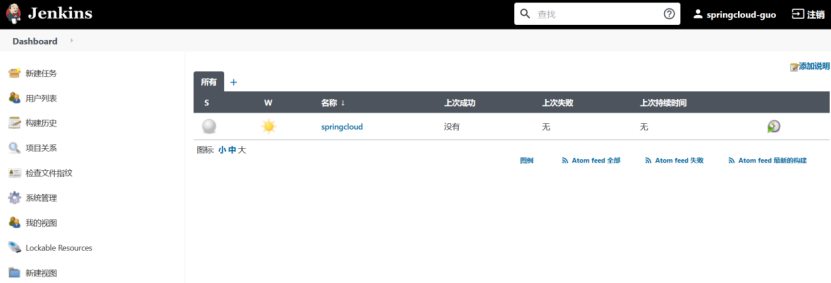 Jenkins
查找
springcloud-guo
注销
Dashboard
新建任务
用户列表
构建历史
项目关系
检查文件指纹
系统管理
我的视图
Lockable Resources
新建视图
添加说明
所有 +
S W 名称 ↓ 上次成功 上次失败 上次持续时间
springcloud 没有 无 无
图标: 小 中 大
图例 Atom feed 全部 Atom feed 失败 Atom feed 最新的构建